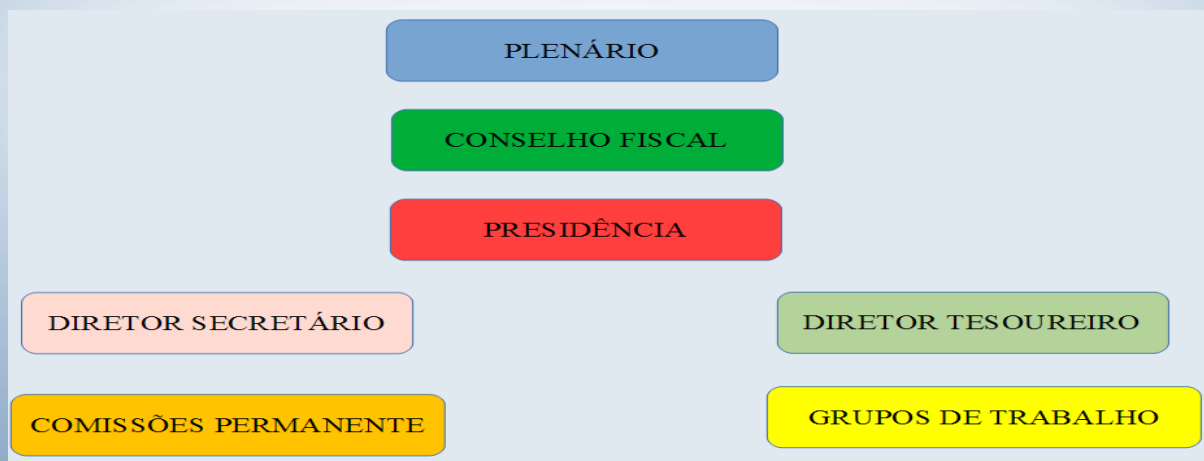 PLENÁRIO
CONSELHO FISCAL
PRESIDÊNCIA
DIRETOR SECRETÁRIO
DIRETOR TESOUREIRO
COMISSÕES PERMANENTE
GRUPOS DE TRABALHO